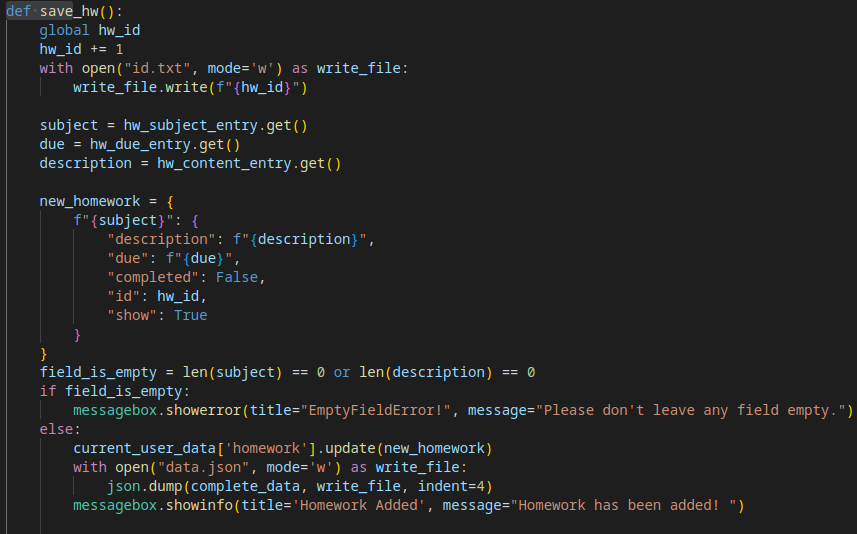 def save_hw():
    global hw_id
    hw_id += 1
    with open("id.txt", mode='w') as write_file:
        write_file.write(f"{hw_id}")

    subject = hw_subject_entry.get()
    due = hw_due_entry.get()
    description = hw_content_entry.get()

    new_homework = {
        f"{subject}": {
            "description": f"{description}",
            "due": f"{due}",
            "completed": False,
            "id": hw_id,
            "show": True
        }
    }
    field_is_empty = len(subject) == 0 or len(description) == 0
    if field_is_empty:
        messagebox.showerror(title="EmptyFieldError!", message="Please don't leave any field empty.")
    else:
        current_user_data['homework'].update(new_homework)
        with open("data.json", mode='w') as write_file:
            json.dump(complete_data, write_file, indent=4)
        messagebox.showinfo(title='Homework Added', message="Homework has been added! ")